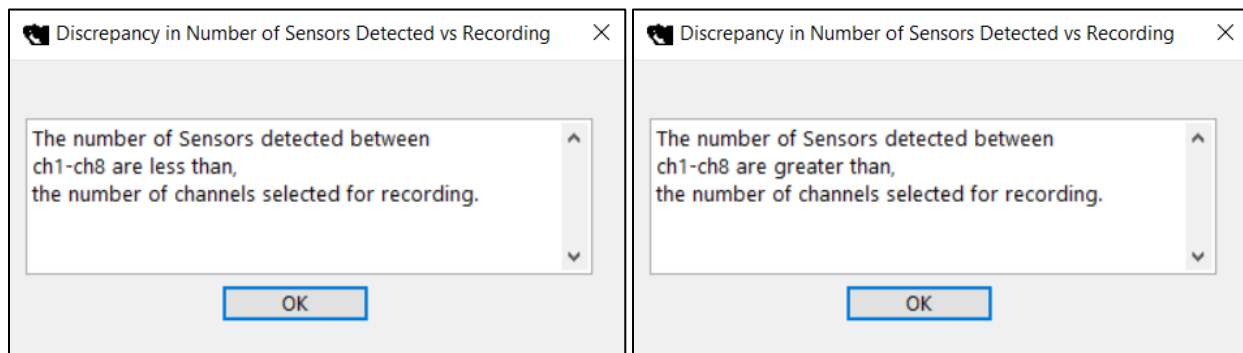 Discrepancy in Number of Sensors Detected vs Recording
The number of Sensors detected between
ch1-ch8 are less than,
the number of channels selected for recording.
OK
Discrepancy in Number of Sensors Detected vs Recording
The number of Sensors detected between
ch1-ch8 are greater than,
the number of channels selected for recording.
OK